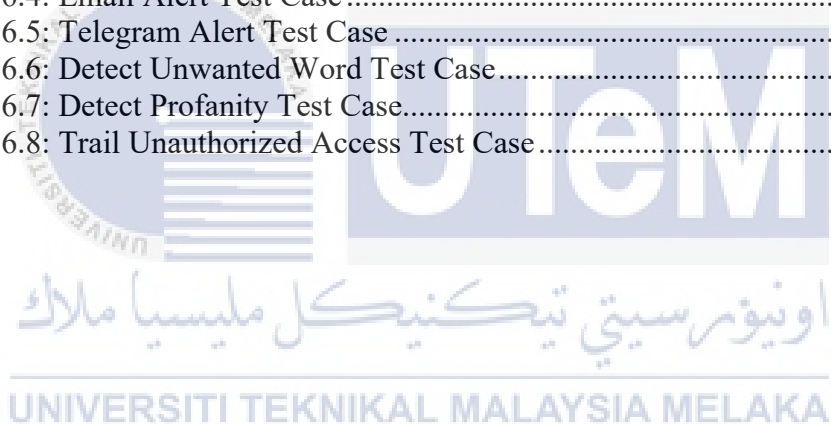 6.4: Email Alert Test Case
6.5: Telegram Alert Test Case
6.6: Detect Unwanted Word Test Case
6.7: Detect Profanity Test Case
6.8: Trail Unauthorized Access Test Case
UTeM
اونيۏرسيتي تيكنيكل مليسيا ملاك
UNIVERSITI TEKNIKAL MALAYSIA MELAKA